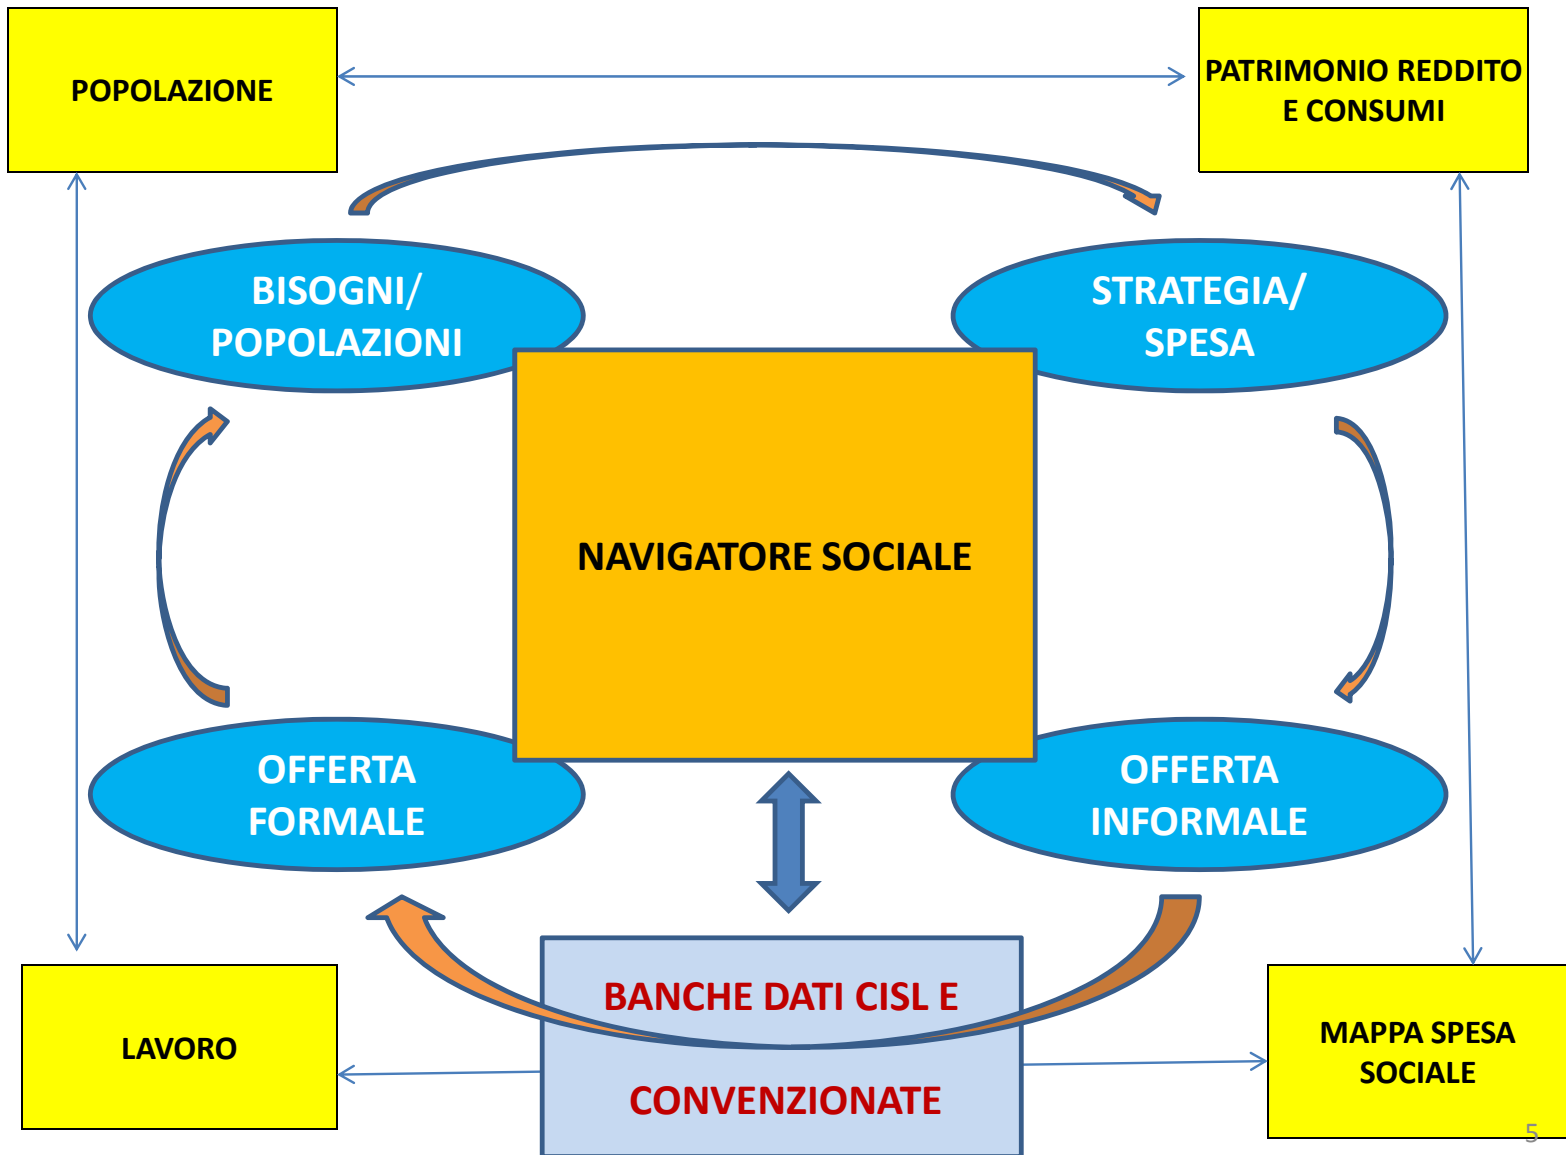 POPOLAZIONE
PATRIMONIO REDDITO
E CONSUMI
BISOGNI/
POPOLAZIONI
STRATEGIA/
SPESA
NAVIGATORE SOCIALE
OFFERTA
FORMALE
OFFERTA
INFORMALE
BANCHE DATI CISL E
CONVENZIONATE
LAVORO
MAPPA SPESA
SOCIALE
5